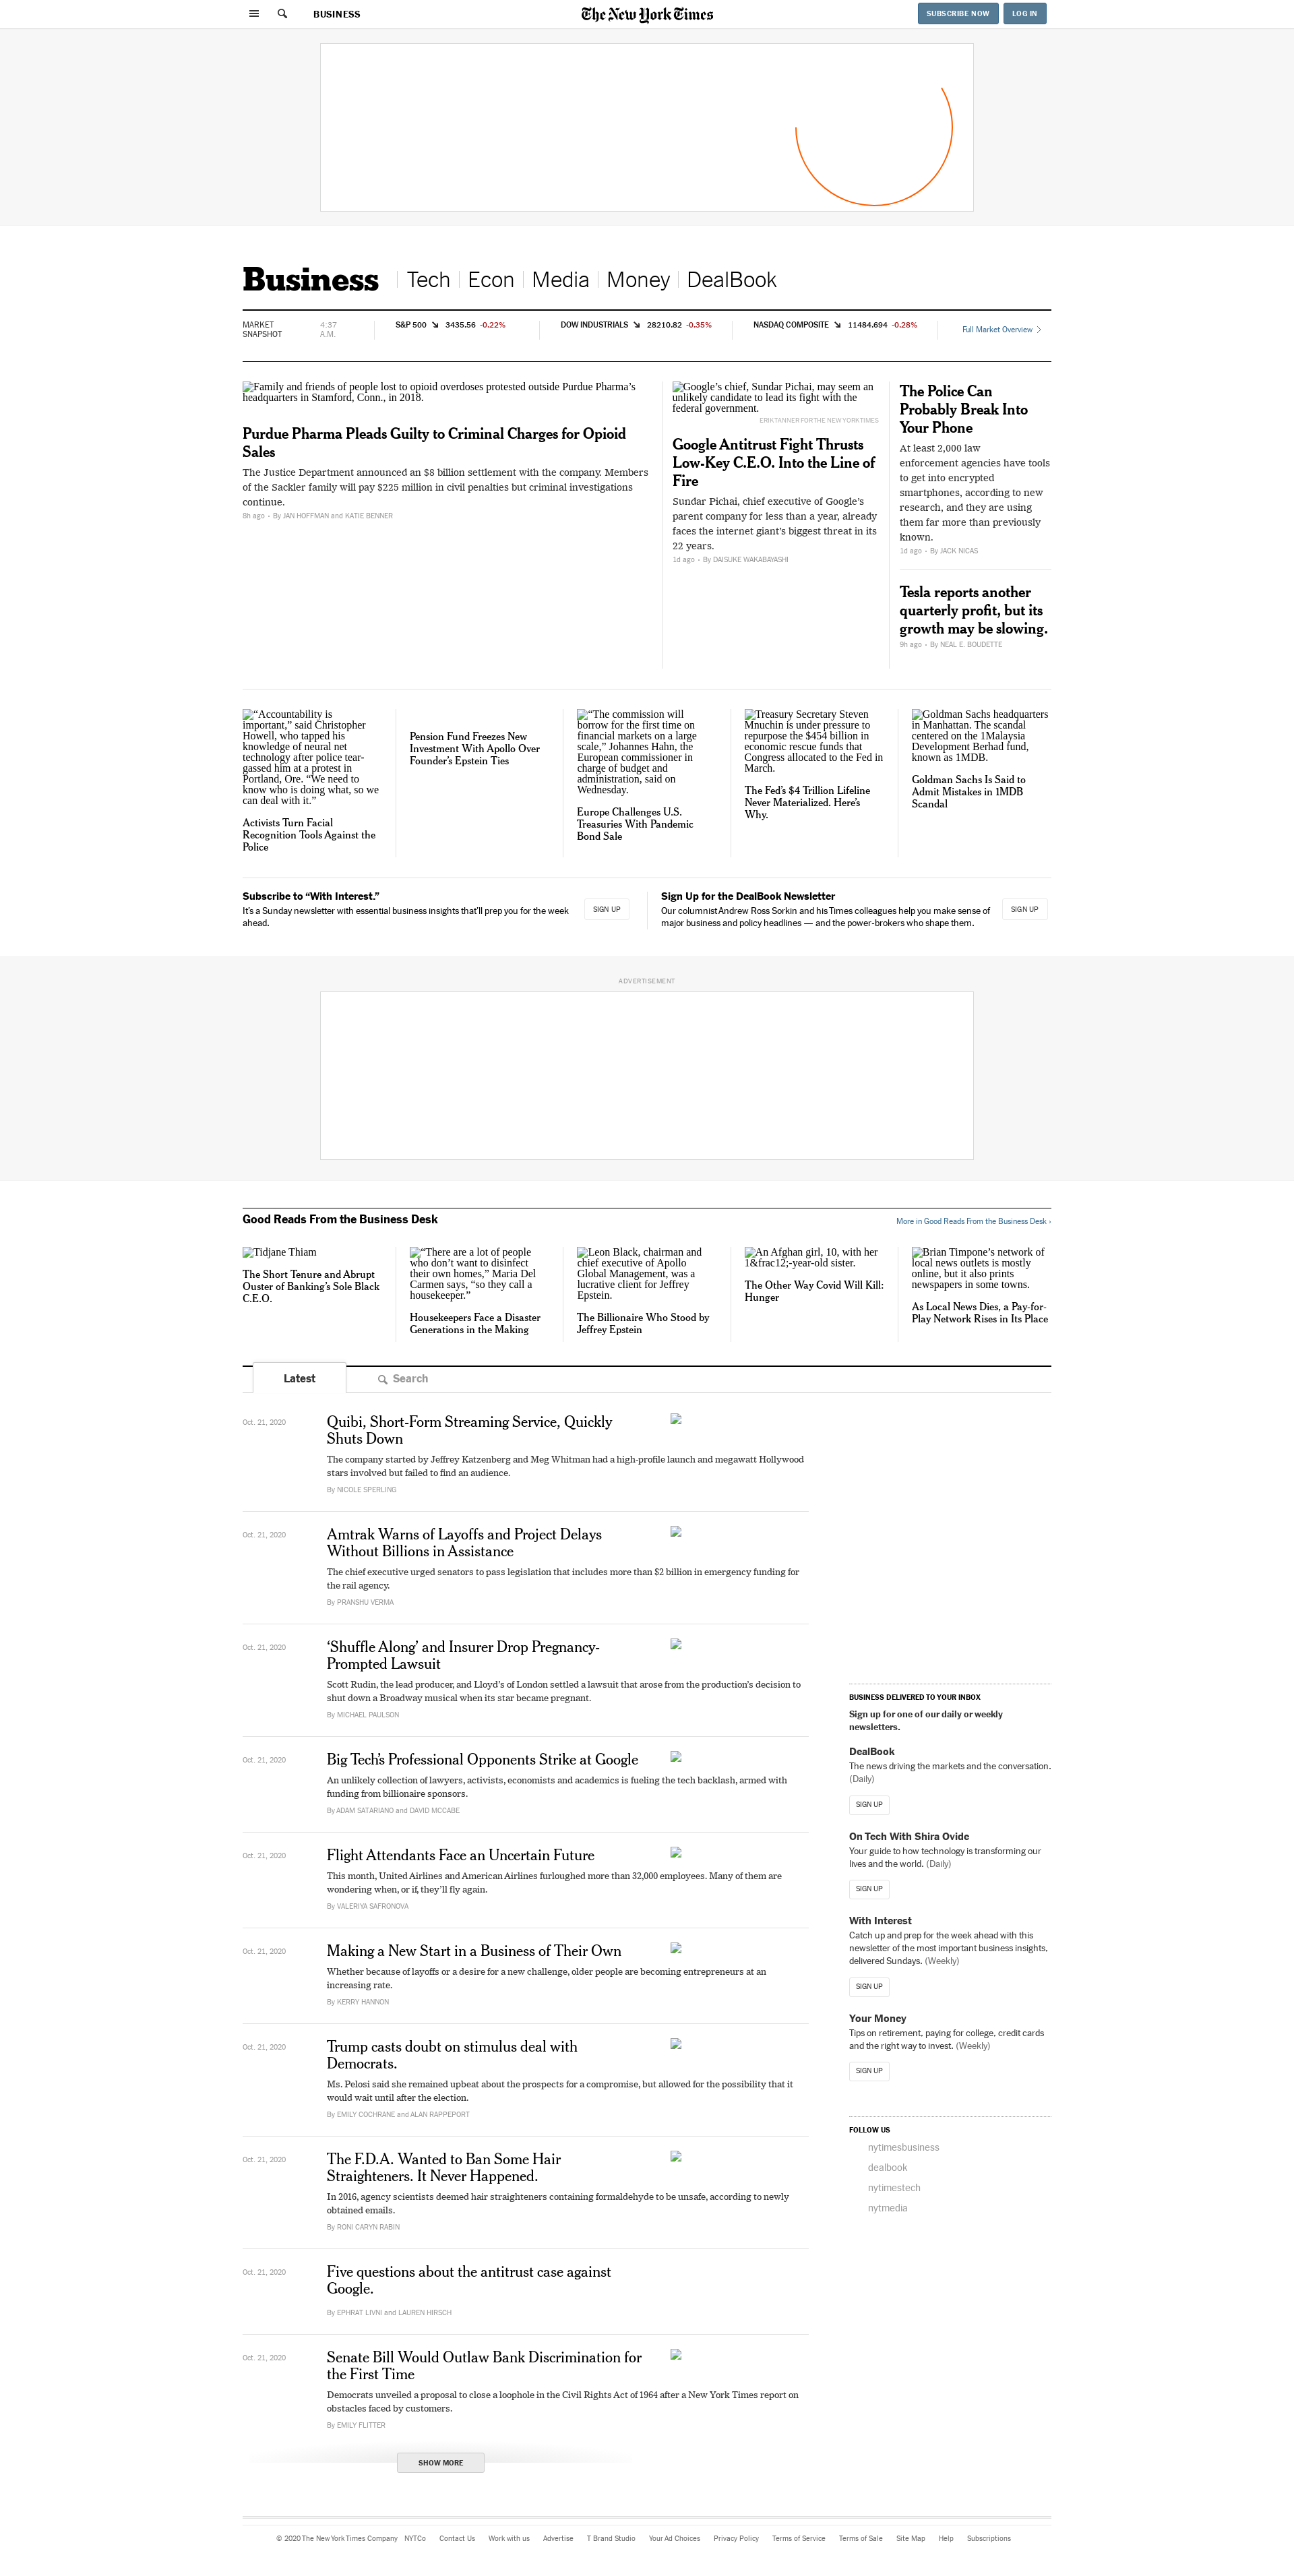 BUSINESS
The New York Times
SUBSCRIBE NOW
LOG IN
Business
Tech
Econ
Media
Money
DealBook
MARKET
SNAPSHOT
4:37
A.M.
S&P 500 3435.56 -0.22%
DOW INDUSTRIALS 28210.82 -0.35%
NASDAQ COMPOSITE 11484.694 -0.28%
Full Market Overview
Family and friends of people lost to opioid overdoses protested outside Purdue Pharma’s
headquarters in Stamford, Conn., in 2018.
Purdue Pharma Pleads Guilty to Criminal Charges for Opioid
Sales
The Justice Department announced an $8 billion settlement with the company. Members
of the Sackler family will pay $225 million in civil penalties but criminal investigations
continue.
8h ago - By JAN HOFFMAN and KATIE BENNER
Google’s chief, Sundar Pichai, may seem an
unlikely candidate to lead its fight with the
federal government.
ERIK TANNER FOR THE NEW YORK TIMES
Google Antitrust Fight Thrusts
Low-Key C.E.O. Into the Line of
Fire
Sundar Pichai, chief executive of Google’s
parent company for less than a year, already
faces the internet giant’s biggest threat in its
22 years.
1d ago - By DAISUKE WAKABAYASHI
The Police Can
Probably Break Into
Your Phone
At least 2,000 law
enforcement agencies have tools
to get into encrypted
smartphones, according to new
research, and they are using
them far more than previously
known.
1d ago - By JACK NICAS
Tesla reports another
quarterly profit, but its
growth may be slowing.
9h ago - By NEAL E. BOUDETTE
“Accountability is
important,” said Christopher
Howell, who tapped his
knowledge of neural net
technology after police tear-
gassed him at a protest in
Portland, Ore. “We need to
know who is doing what, so we
can deal with it.”
Activists Turn Facial
Recognition Tools Against the
Police
Pension Fund Freezes New
Investment With Apollo Over
Founder’s Epstein Ties
“The commission will
borrow for the first time on
financial markets on a large
scale,” Johannes Hahn, the
European commissioner in
charge of budget and
administration, said on
Wednesday.
Europe Challenges U.S.
Treasuries With Pandemic
Bond Sale
Treasury Secretary Steven
Mnuchin is under pressure to
repurpose the $454 billion in
economic rescue funds that
Congress allocated to the Fed in
March.
The Fed’s $4 Trillion Lifeline
Never Materialized. Here’s
Why.
Goldman Sachs headquarters
in Manhattan. The scandal
centered on the 1Malaysia
Development Berhad fund,
known as 1MDB.
Goldman Sachs Is Said to
Admit Mistakes in 1MDB
Scandal
Subscribe to “With Interest.”
It’s a Sunday newsletter with essential business insights that’ll prep you for the week
ahead.
SIGN UP
Sign Up for the DealBook Newsletter
Our columnist Andrew Ross Sorkin and his Times colleagues help you make sense of
major business and policy headlines — and the power-brokers who shape them.
SIGN UP
ADVERTISEMENT
Good Reads From the Business Desk
More in Good Reads From the Business Desk ›
Tidjane Thiam
The Short Tenure and Abrupt
Ouster of Banking’s Sole Black
C.E.O.
“There are a lot of people
who don’t want to disinfect
their own homes,” Maria Del
Carmen says, “so they call a
housekeeper.”
Housekeepers Face a Disaster
Generations in the Making
Leon Black, chairman and
chief executive of Apollo
Global Management, was a
lucrative client for Jeffrey
Epstein.
The Billionaire Who Stood by
Jeffrey Epstein
An Afghan girl, 10, with her
1&frac12;-year-old sister.
The Other Way Covid Will Kill:
Hunger
Brian Timpone’s network of
local news outlets is mostly
online, but it also prints
newspapers in some towns.
As Local News Dies, a Pay-for-
Play Network Rises in Its Place
Latest
Search
Oct. 21, 2020
Quibi, Short-Form Streaming Service, Quickly
Shuts Down
The company started by Jeffrey Katzenberg and Meg Whitman had a high-profile launch and megawatt Hollywood
stars involved but failed to find an audience.
By NICOLE SPERLING
Oct. 21, 2020
Amtrak Warns of Layoffs and Project Delays
Without Billions in Assistance
The chief executive urged senators to pass legislation that includes more than $2 billion in emergency funding for
the rail agency.
By PRANSHU VERMA
Oct. 21, 2020
‘Shuffle Along’ and Insurer Drop Pregnancy-
Prompted Lawsuit
Scott Rudin, the lead producer, and Lloyd’s of London settled a lawsuit that arose from the production’s decision to
shut down a Broadway musical when its star became pregnant.
By MICHAEL PAULSON
Oct. 21, 2020
Big Tech’s Professional Opponents Strike at Google
An unlikely collection of lawyers, activists, economists and academics is fueling the tech backlash, armed with
funding from billionaire sponsors.
By ADAM SATARIANO and DAVID MCCABE
Oct. 21, 2020
Flight Attendants Face an Uncertain Future
This month, United Airlines and American Airlines furloughed more than 32,000 employees. Many of them are
wondering when, or if, they’ll fly again.
By VALERIYA SAFRONOVA
Oct. 21, 2020
Making a New Start in a Business of Their Own
Whether because of layoffs or a desire for a new challenge, older people are becoming entrepreneurs at an
increasing rate.
By KERRY HANNON
Oct. 21, 2020
Trump casts doubt on stimulus deal with
Democrats.
Ms. Pelosi said she remained upbeat about the prospects for a compromise, but allowed for the possibility that it
would wait until after the election.
By EMILY COCHRANE and ALAN RAPPEPORT
Oct. 21, 2020
The F.D.A. Wanted to Ban Some Hair
Straighteners. It Never Happened.
In 2016, agency scientists deemed hair straighteners containing formaldehyde to be unsafe, according to newly
obtained emails.
By RONI CARYN RABIN
Oct. 21, 2020
Five questions about the antitrust case against
Google.
By EPHRAT LIVNI and LAUREN HIRSCH
Oct. 21, 2020
Senate Bill Would Outlaw Bank Discrimination for
the First Time
Democrats unveiled a proposal to close a loophole in the Civil Rights Act of 1964 after a New York Times report on
obstacles faced by customers.
By EMILY FLITTER
SHOW MORE
BUSINESS DELIVERED TO YOUR INBOX
Sign up for one of our daily or weekly
newsletters.
DealBook
The news driving the markets and the conversation.
(Daily)
SIGN UP
On Tech With Shira Ovide
Your guide to how technology is transforming our
lives and the world. (Daily)
SIGN UP
With Interest
Catch up and prep for the week ahead with this
newsletter of the most important business insights,
delivered Sundays. (Weekly)
SIGN UP
Your Money
Tips on retirement, paying for college, credit cards
and the right way to invest. (Weekly)
SIGN UP
FOLLOW US
nytimesbusiness
dealbook
nytimestech
nytmedia
© 2020 The New York Times Company NYTCo Contact Us Work with us Advertise T Brand Studio Your Ad Choices Privacy Policy Terms of Service Terms of Sale Site Map Help Subscriptions